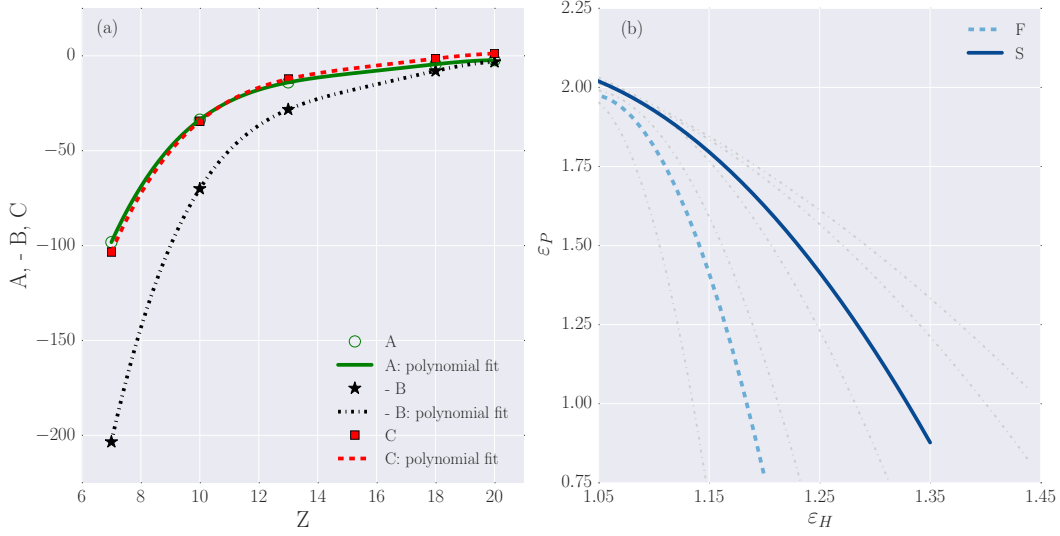 (a)
0
−50
−100
−150
−200
A, - B, C
6 8 10 12 14 16 18 20
Z
A
A: polynomial fit
- B
- B: polynomial fit
C
C: polynomial fit
(b)
F
S
2.25
2.00
1.75
1.50
1.25
1.00
0.75
ε_P
1.05 1.15 1.25 1.35 1.45
ε_H